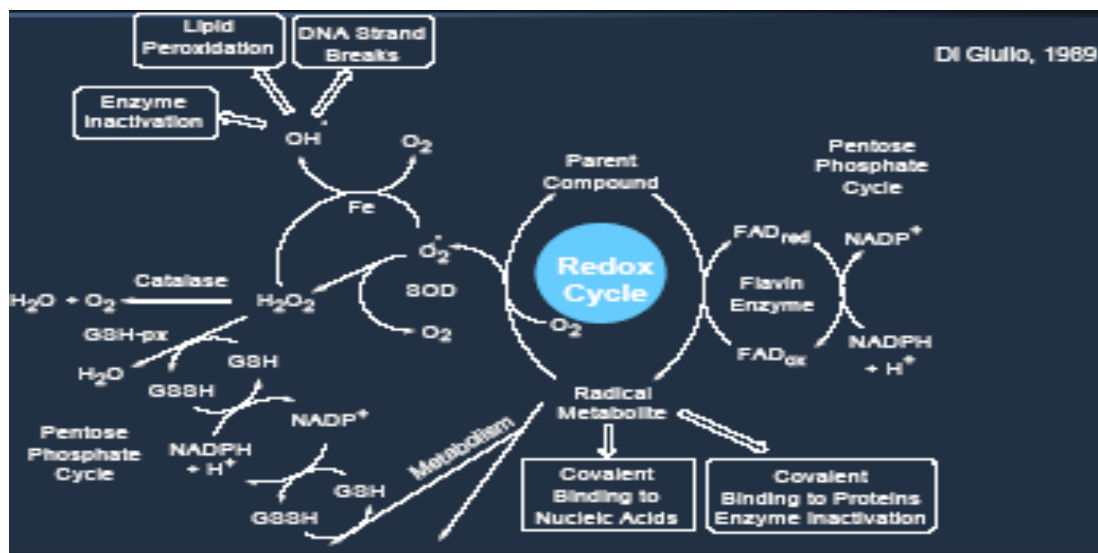 Lipid
Peroxidation
DNA Strand
Breaks
Di Giulio, 1989
Enzyme
Inactivation
OH˙
O₂
Fe
Parent
Compound
Pentose
Phosphate
Cycle
FADred
NADP⁺
O₂˙
Redox
Cycle
Flavin
Enzyme
Catalase
H₂O + O₂
H₂O₂
SOD
O₂
O₂
GSH-px
NADPH
+ H⁺
FADox
H₂O
GSH
GSSH
Radical
Metabolite
NADP⁺
Pentose
Phosphate
Cycle
NADPH
+ H⁺
Metabolism
GSH
GSSH
Covalent
Binding to
Nucleic Acids
Covalent
Binding to Proteins
Enzyme Inactivation